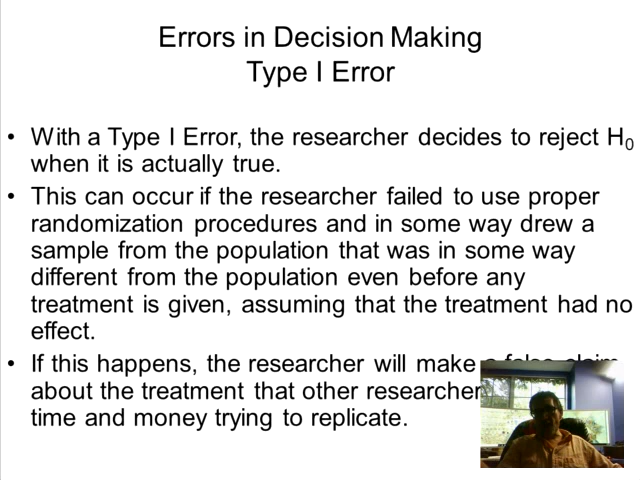 Errors in Decision Making
Type I Error
• With a Type I Error, the researcher decides to reject H₀
when it is actually true.
• This can occur if the researcher failed to use proper
randomization procedures and in some way drew a
sample from the population that was in some way
different from the population even before any
treatment is given, assuming that the treatment had no
effect.
• If this happens, the researcher will make a false claim
about the treatment that other researcher
time and money trying to replicate.